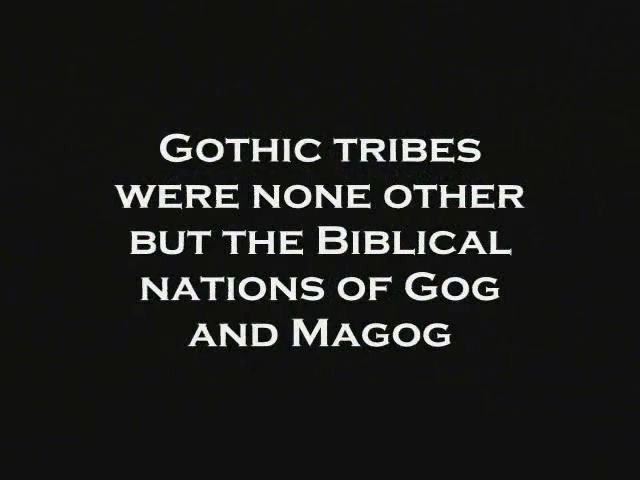 Gothic tribes
were none other
but the Biblical
nations of Gog
and Magog